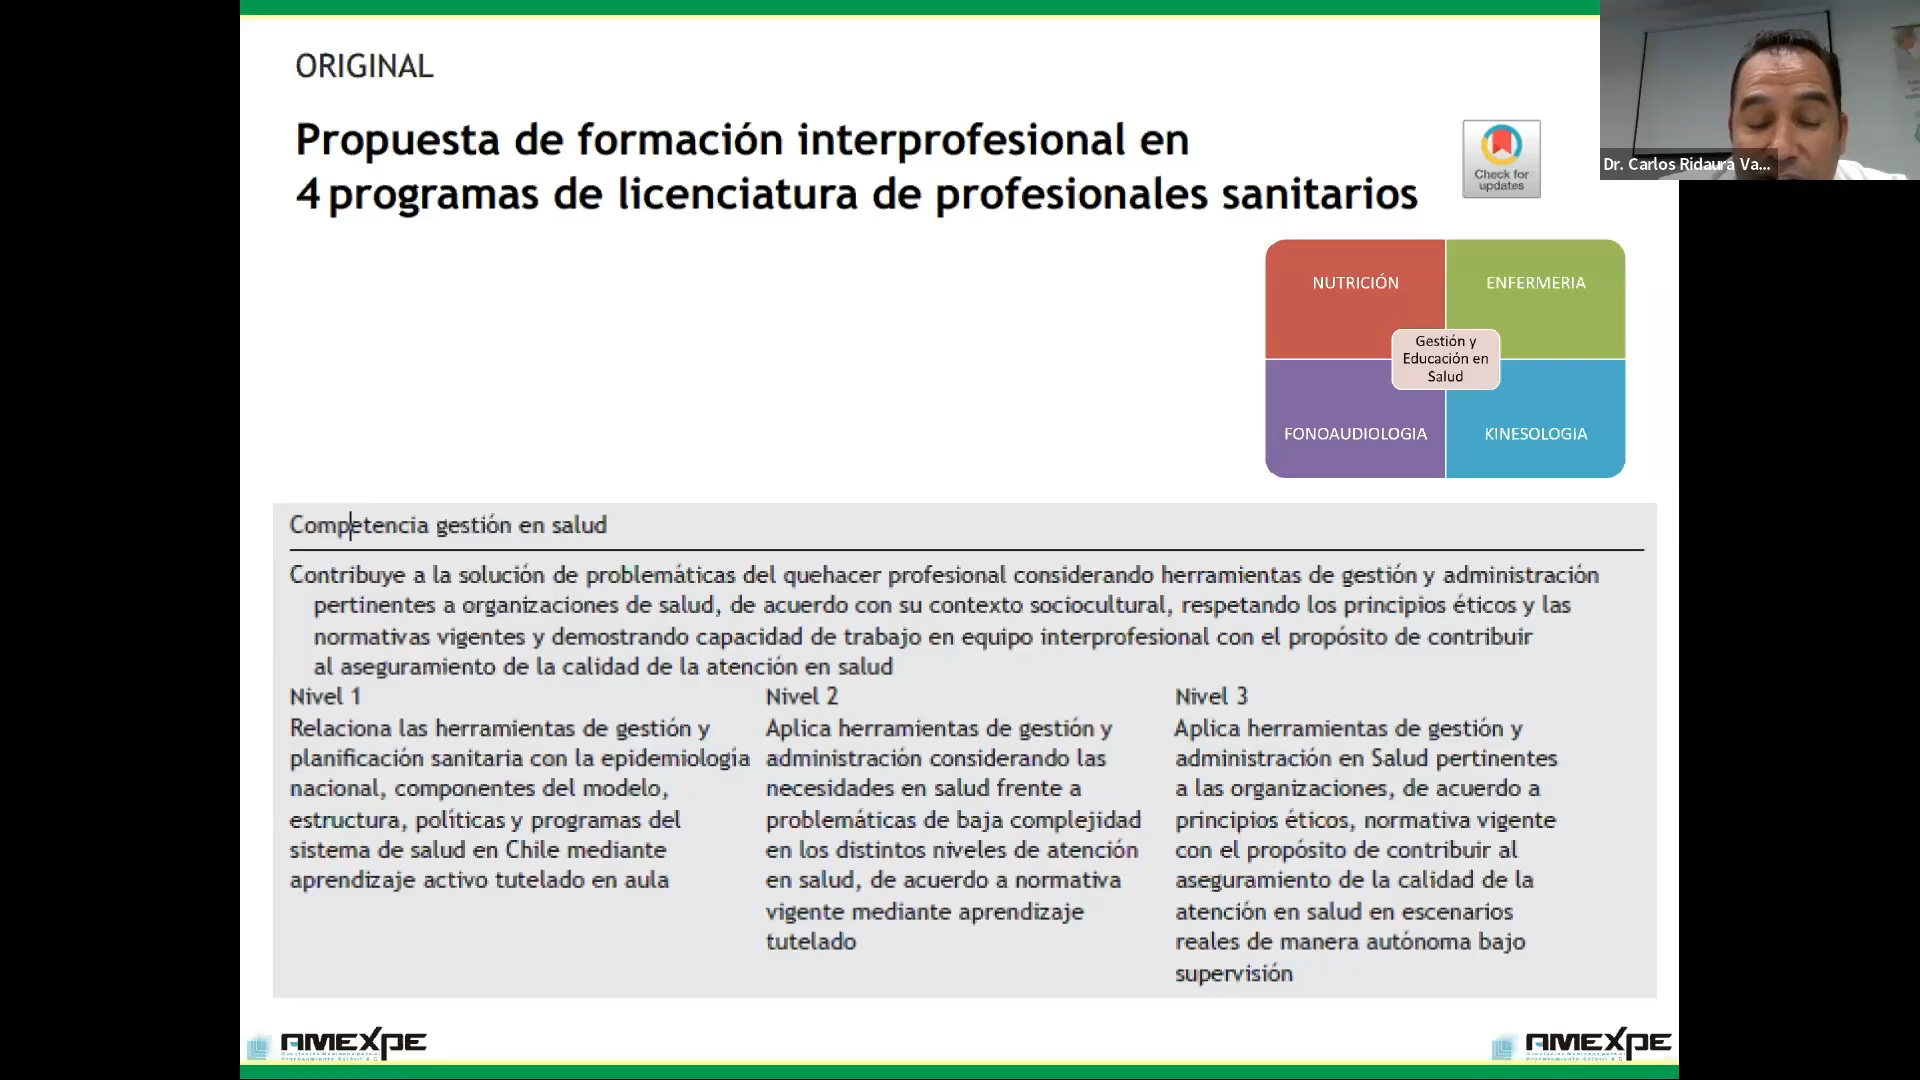 ORIGINAL
Propuesta de formación interprofesional en
4 programas de licenciatura de profesionales sanitarios
Check for
updates
Dr. Carlos Ridaura Va...
NUTRICIÓN
ENFERMERIA
Gestión y
Educación en
Salud
FONOAUDIOLOGIA
KINESOLOGIA
Competencia gestión en salud
Contribuye a la solución de problemáticas del quehacer profesional considerando herramientas de gestión y administración
pertinentes a organizaciones de salud, de acuerdo con su contexto sociocultural, respetando los principios éticos y las
normativas vigentes y demostrando capacidad de trabajo en equipo interprofesional con el propósito de contribuir
al aseguramiento de la calidad de la atención en salud
Nivel 1
Relaciona las herramientas de gestión y
planificación sanitaria con la epidemiología
nacional, componentes del modelo,
estructura, políticas y programas del
sistema de salud en Chile mediante
aprendizaje activo tutelado en aula
Nivel 2
Aplica herramientas de gestión y
administración considerando las
necesidades en salud frente a
problemáticas de baja complejidad
en los distintos niveles de atención
en salud, de acuerdo a normativa
vigente mediante aprendizaje
tutelado
Nivel 3
Aplica herramientas de gestión y
administración en Salud pertinentes
a las organizaciones, de acuerdo a
principios éticos, normativa vigente
con el propósito de contribuir al
aseguramiento de la calidad de la
atención en salud en escenarios
reales de manera autónoma bajo
supervisión
AMEXPE
AMEXPE